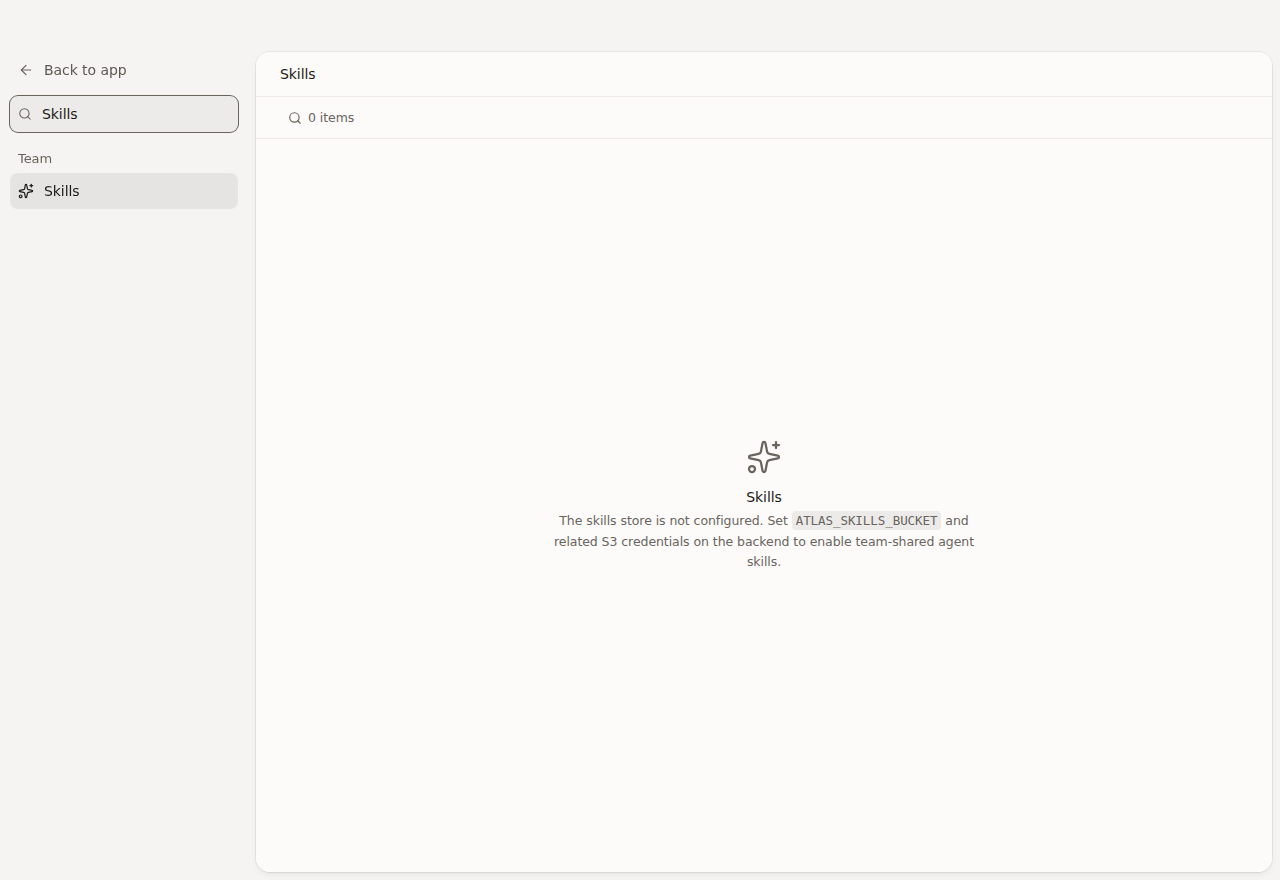 Back to app
Skills
Team
Skills
Skills
0 items
Skills
The skills store is not configured. Set ATLAS_SKILLS_BUCKET and
related S3 credentials on the backend to enable team-shared agent
skills.